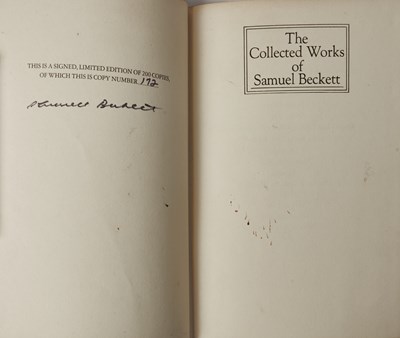 THIS IS A SIGNED, LIMITED EDITION OF 200 COPIES,
OF WHICH THIS IS COPY NUMBER 172
Samuel Beckett
The
Collected Works
of
Samuel Beckett